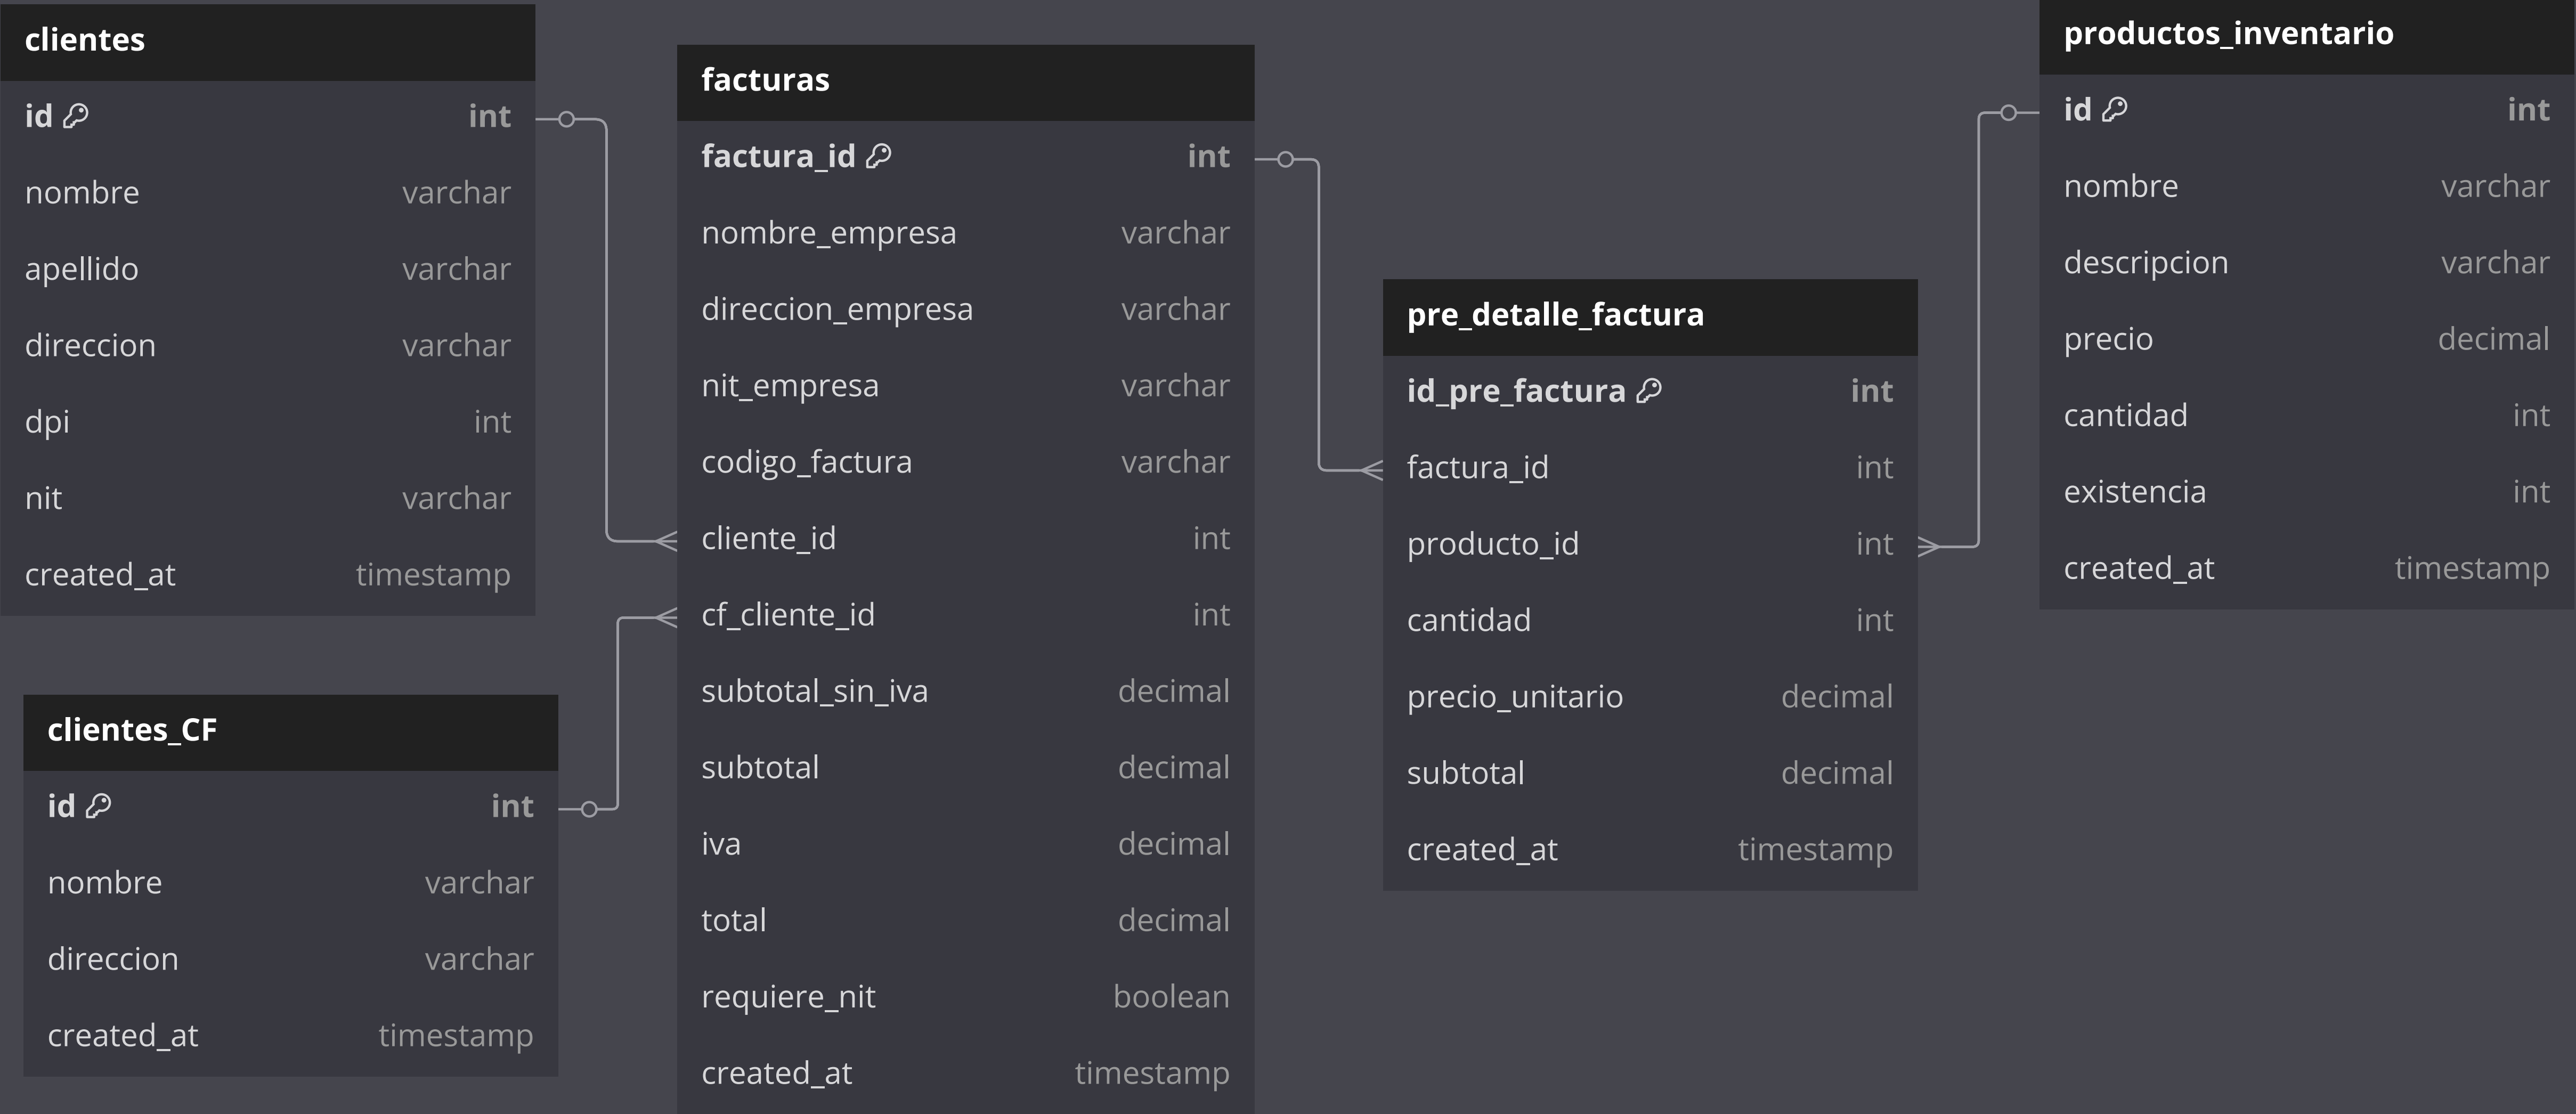 clientes
id int
nombre varchar
apellido varchar
direccion varchar
dpi int
nit varchar
created_at timestamp
clientes_CF
id int
nombre varchar
direccion varchar
created_at timestamp
facturas
factura_id int
nombre_empresa varchar
direccion_empresa varchar
nit_empresa varchar
codigo_factura varchar
cliente_id int
cf_cliente_id int
subtotal_sin_iva decimal
subtotal decimal
iva decimal
total decimal
requiere_nit boolean
created_at timestamp
pre_detalle_factura
id_pre_factura int
factura_id int
producto_id int
cantidad int
precio_unitario decimal
subtotal decimal
created_at timestamp
productos_inventario
id int
nombre varchar
descripcion varchar
precio decimal
cantidad int
existencia int
created_at timestamp